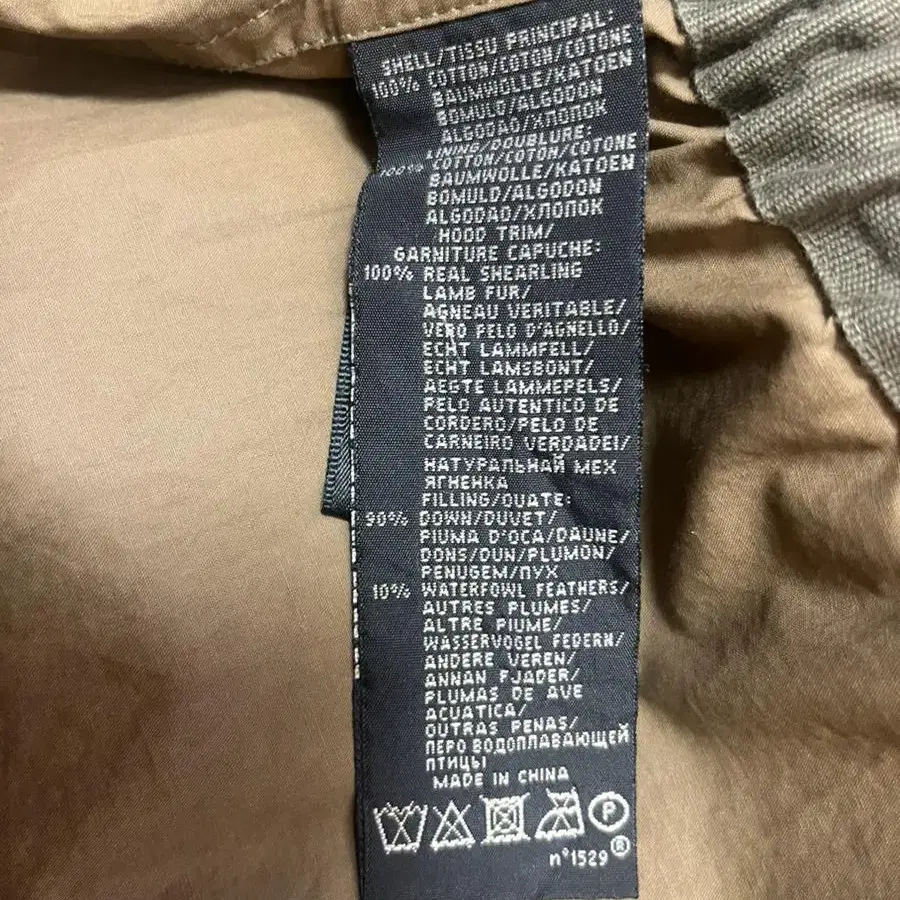 SHELL/TISSU PRINCIPAL:
100% COTTON/COTON/COTONE
BAUMWOLLE/KATOEN
BOMULD/ALGODON
ALGODAO/ХЛОПОК
LINING/DOUBLURE:
100% COTTON/COTON/COTONE
BAUMWOLLE/KATOEN
BOMULD/ALGODON
ALGODAO/ХЛОПОК
HOOD TRIM/
GARNITURE CAPUCHE:
100% REAL SHEARLING
LAMB FUR/
AGNEAU VERITABLE/
VERO PELO D'AGNELLO/
ECHT LAMMFELL/
ECHT LAMSBONT/
AEGTE LAMMEPELS/
PELO AUTENTICO DE
CORDERO/PELO DE
CARNEIRO VERDADEI/
НАТУРАЛЬНАЙ МЕХ
ЯГНЕНКА
FILLING/OUATE:
90% DOWN/DUVET/
PIUMA D'OCA/DAUNE/
DONS/DUN/PLUMON/
PENUGEM/ПУХ
10% WATERFOWL FEATHERS/
AUTRES PLUMES/
ALTRE PIUME/
WASSERVOGEL FEDERN/
ANDERE VEREN/
ANNAN FJADER/
PLUMAS DE AVE
ACUATICA/
OUTRAS PENAS/
ПЕРО ВОДОПЛАВАЮЩЕЙ
ПТИЦЫ
MADE IN CHINA
P
n°1529 ®